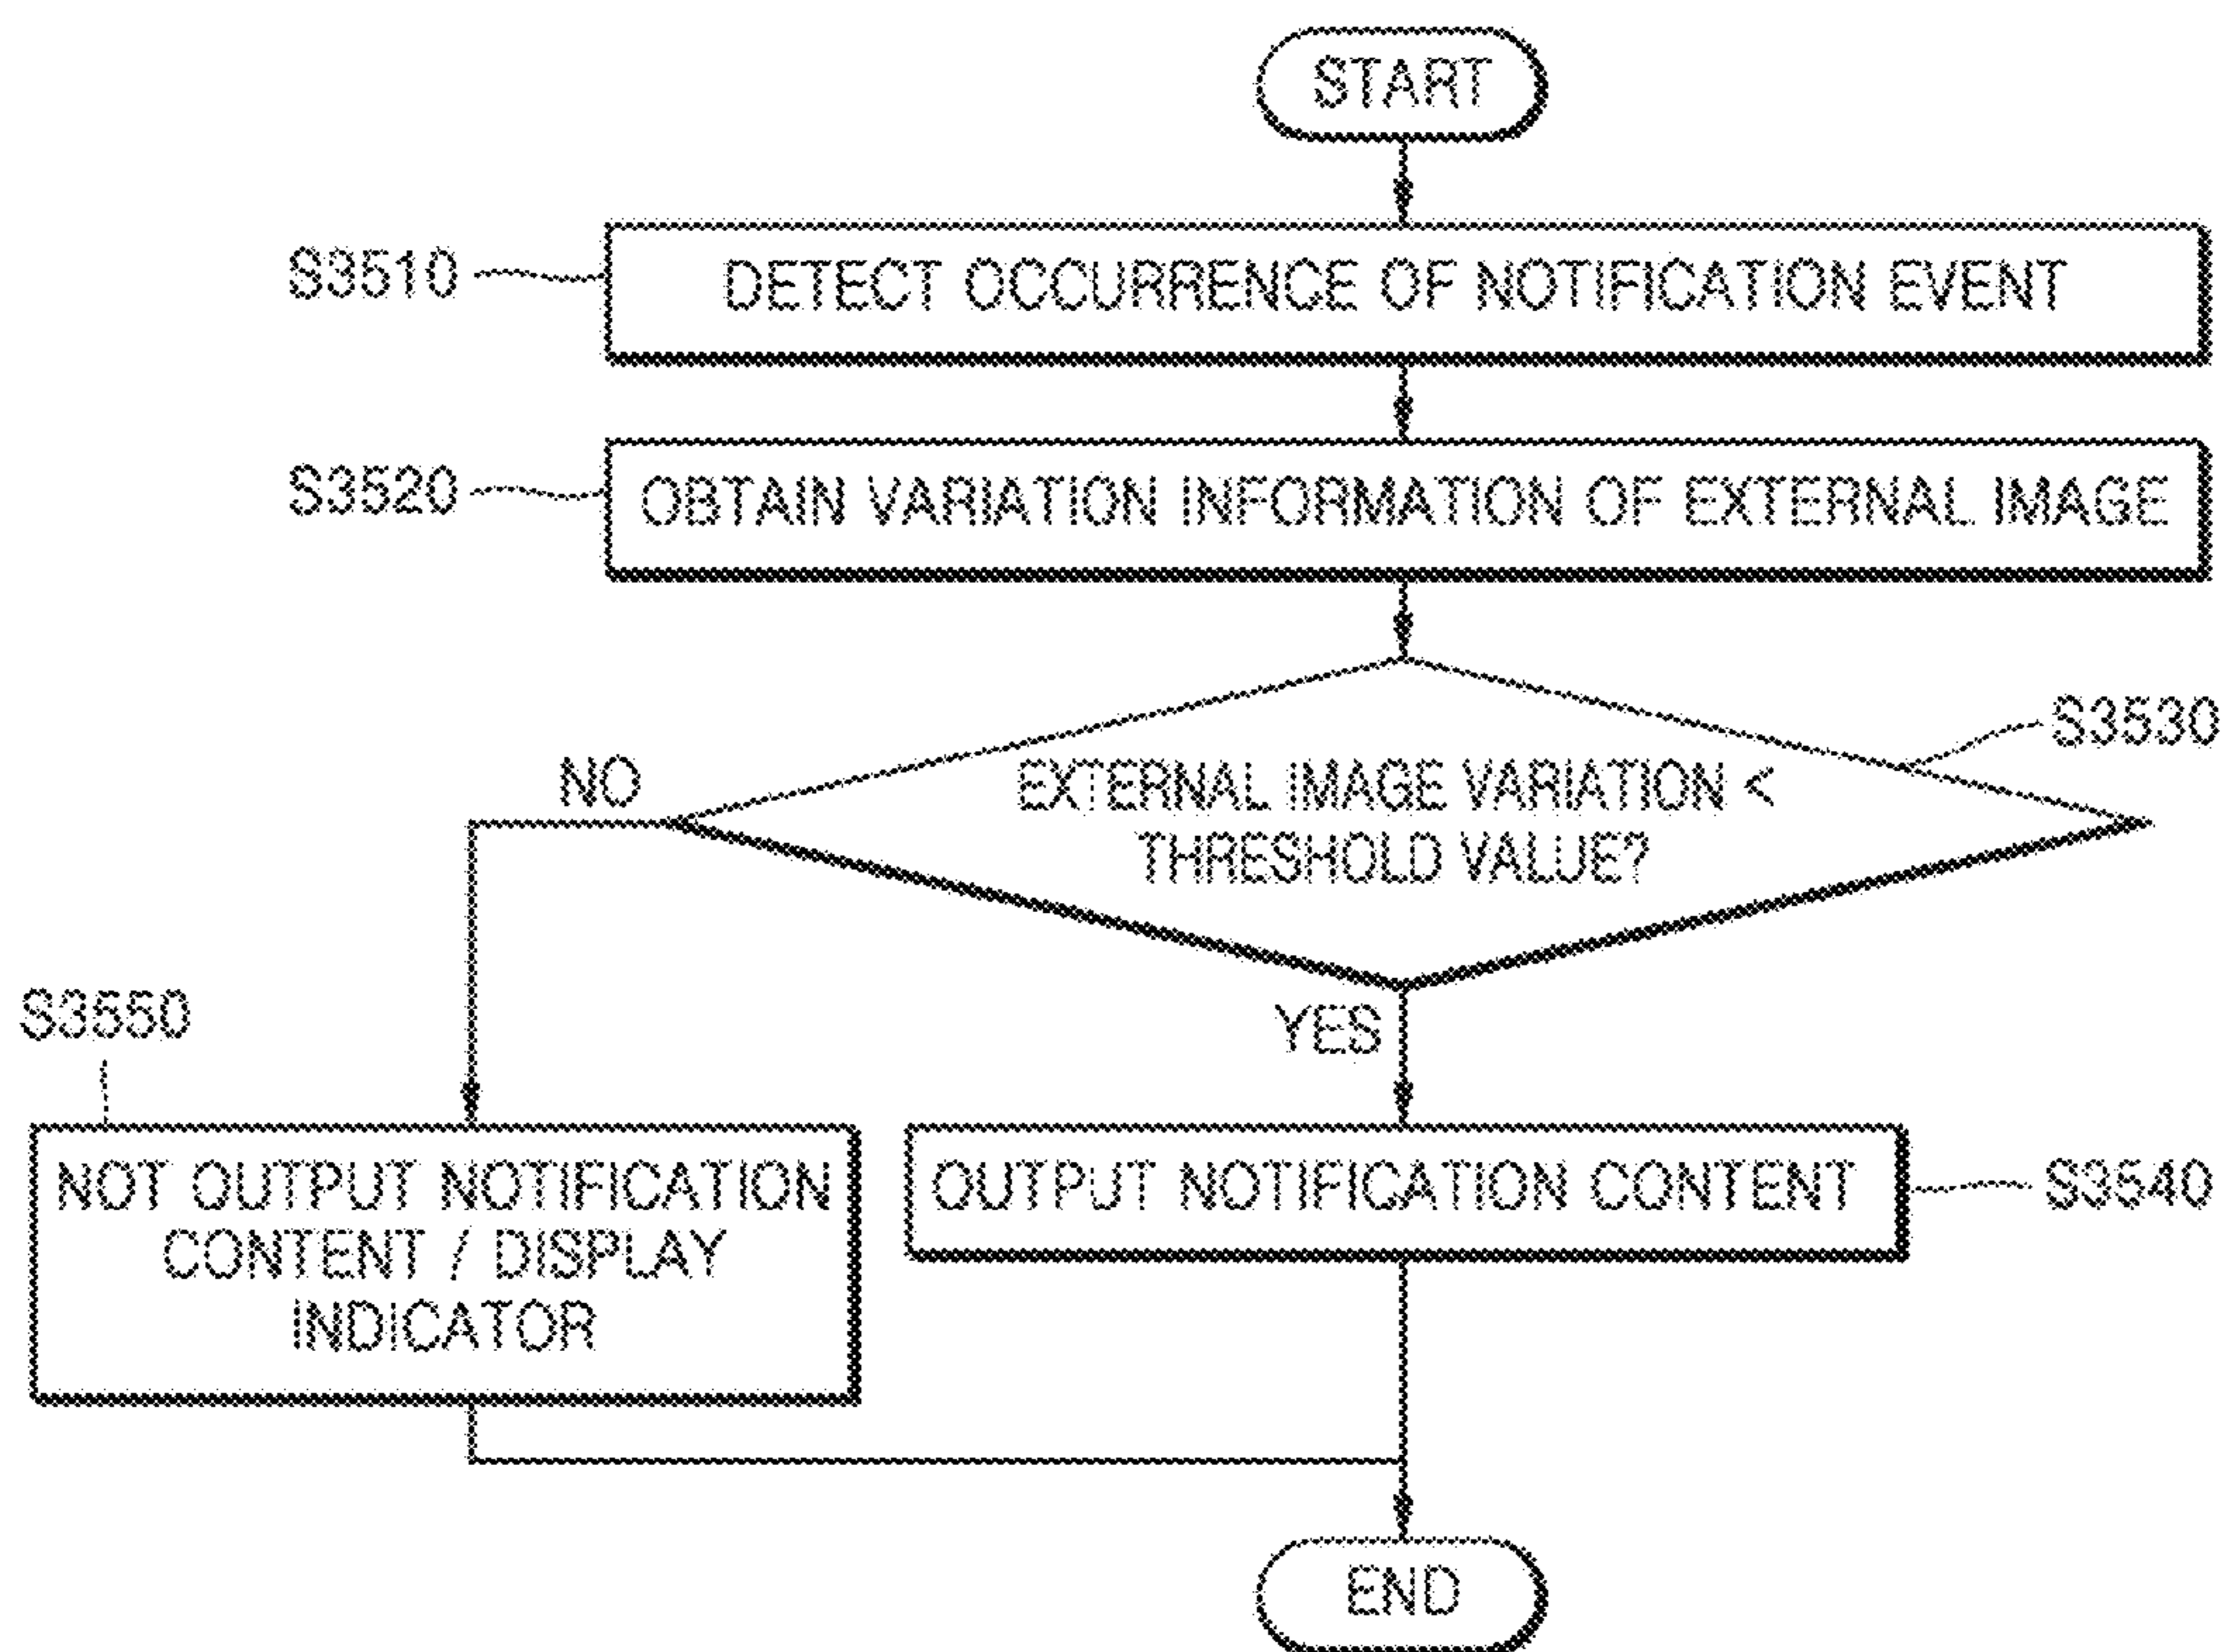 START
S3510
DETECT OCCURRENCE OF NOTIFICATION EVENT
S3520
OBTAIN VARIATION INFORMATION OF EXTERNAL IMAGE
S3530
EXTERNAL IMAGE VARIATION <
THRESHOLD VALUE?
NO
YES
S3550
NOT OUTPUT NOTIFICATION
CONTENT / DISPLAY
INDICATOR
OUTPUT NOTIFICATION CONTENT
S3540
END